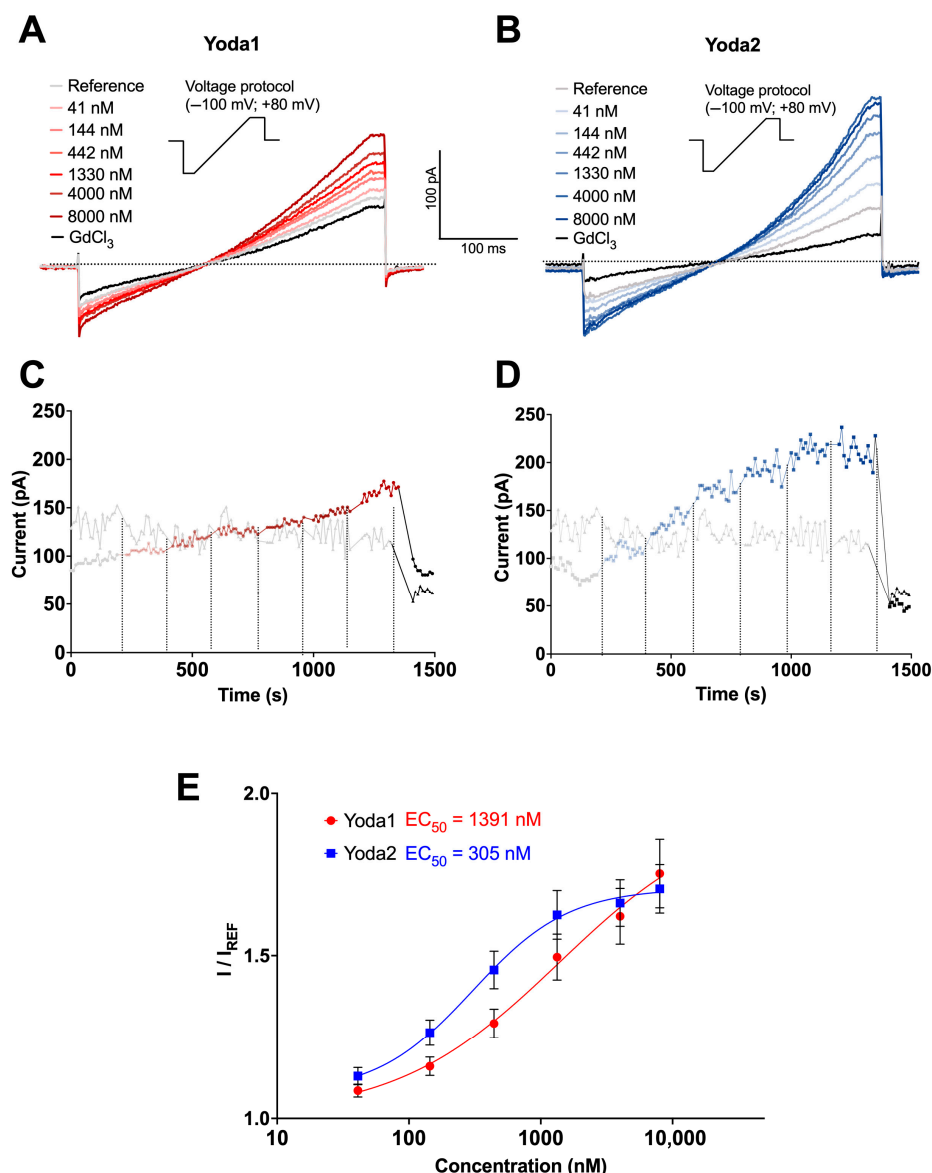 A
Yoda1
Reference
41 nM
144 nM
442 nM
1330 nM
4000 nM
8000 nM
GdCl₃
Voltage protocol
(−100 mV; +80 mV)
100 pA
100 ms
B
Yoda2
Reference
41 nM
144 nM
442 nM
1330 nM
4000 nM
8000 nM
GdCl₃
Voltage protocol
(−100 mV; +80 mV)
C
Current (pA)
250
200
150
100
50
0
0 500 1000 1500
Time (s)
D
Current (pA)
250
200
150
100
50
0
0 500 1000 1500
Time (s)
E
I / I_REF
2.0
1.5
1.0
Yoda1 EC₅₀ = 1391 nM
Yoda2 EC₅₀ = 305 nM
10 100 1000 10,000
Concentration (nM)